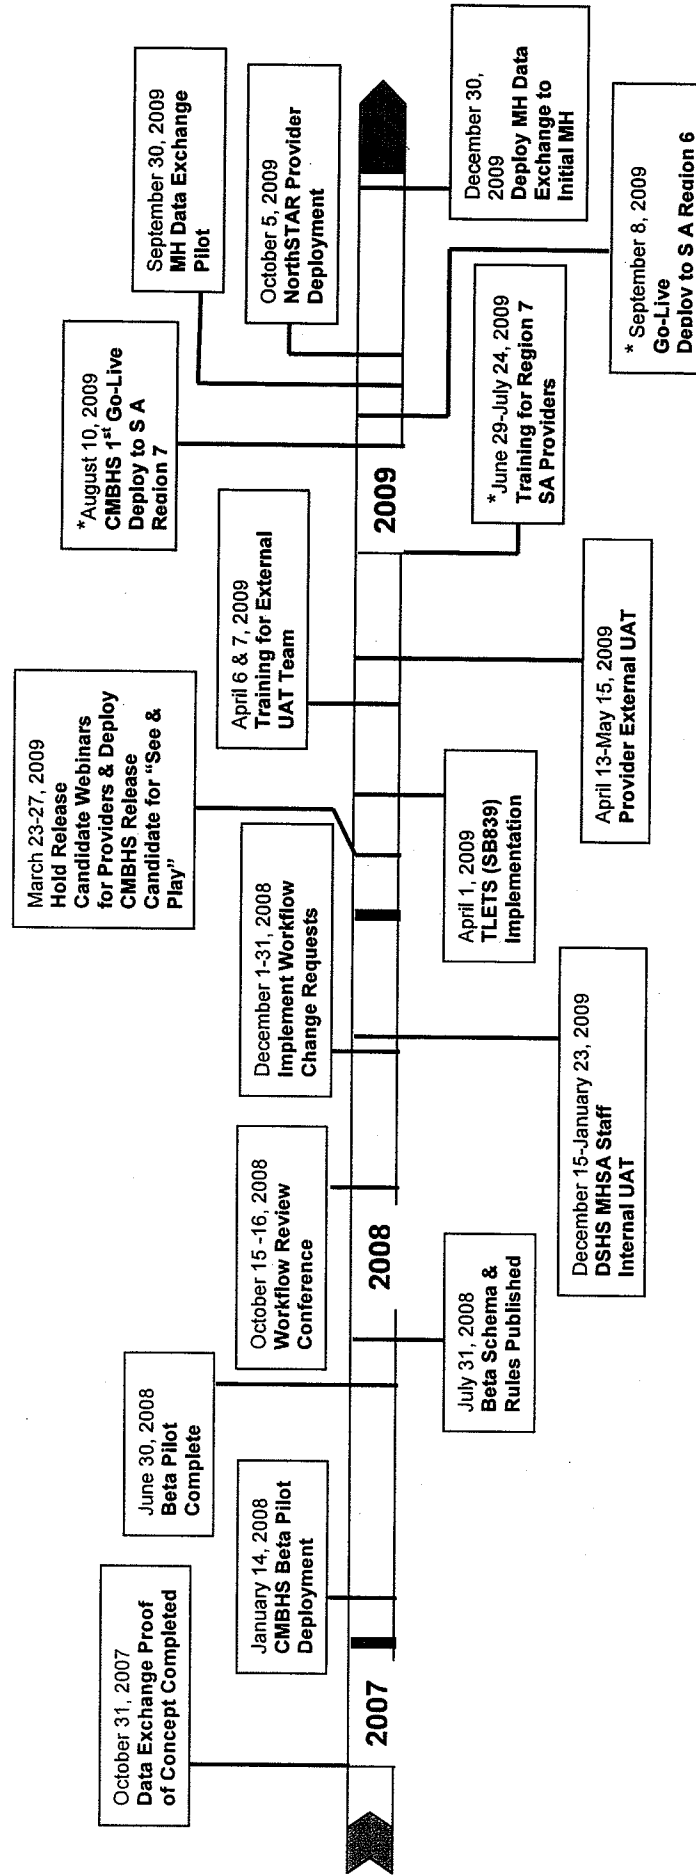 October 31, 2007
Data Exchange Proof
of Concept Completed
January 14, 2008
CMBHS Beta Pilot
Deployment
June 30, 2008
Beta Pilot
Complete
October 15 -16, 2008
Workflow Review
Conference
December 1-31, 2008
Implement Workflow
Change Requests
March 23-27, 2009
Hold Release
Candidate Webinars
for Providers & Deploy
CMBHS Release
Candidate for “See &
Play”
April 6 & 7, 2009
Training for External
UAT Team
*August 10, 2009
CMBHS 1st Go-Live
Deploy to S A
Region 7
September 30, 2009
MH Data Exchange
Pilot
October 5, 2009
NorthSTAR Provider
Deployment
2007
2008
2009
July 31, 2008
Beta Schema &
Rules Published
December 15-January 23, 2009
DSHS MHSA Staff
Internal UAT
April 1, 2009
TLETS (SB839)
Implementation
April 13-May 15, 2009
Provider External UAT
*June 29-July 24, 2009
Training for Region 7
SA Providers
* September 8, 2009
Go-Live
Deploy to S A Region 6
December 30,
2009
Deploy MH Data
Exchange to
Initial MH